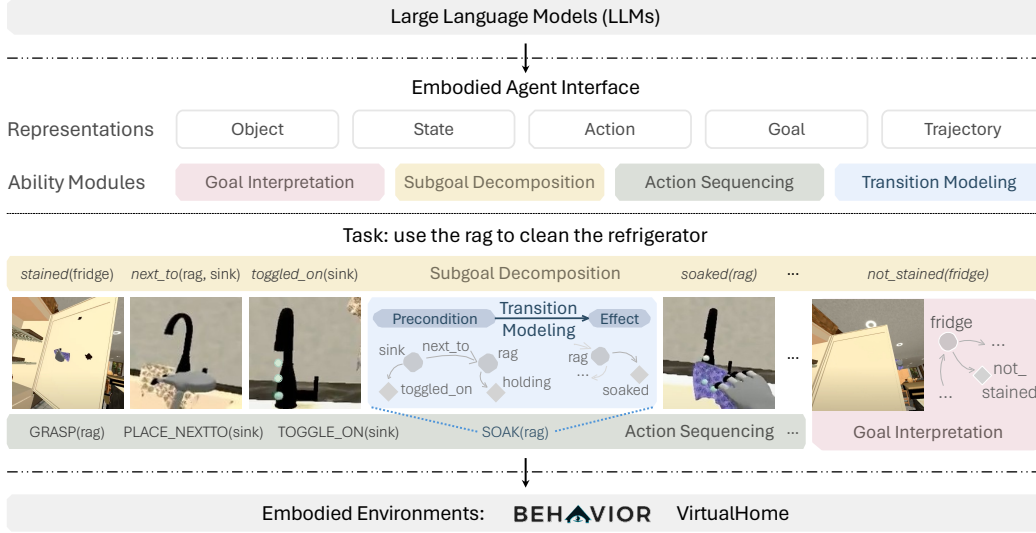 Large Language Models (LLMs)
Embodied Agent Interface
Representations Object State Action Goal Trajectory
Ability Modules Goal Interpretation Subgoal Decomposition Action Sequencing Transition Modeling
Task: use the rag to clean the refrigerator
stained(fridge) next_to(rag, sink) toggled_on(sink) Subgoal Decomposition soaked(rag) ... not_stained(fridge)
Precondition Transition Modeling Effect
sink next_to rag toggled_on holding
rag ... soaked
...
fridge ... not_stained ...
GRASP(rag) PLACE_NEXTTO(sink) TOGGLE_ON(sink) SOAK(rag) Action Sequencing ... Goal Interpretation
Embodied Environments: BEHAVIOR VirtualHome